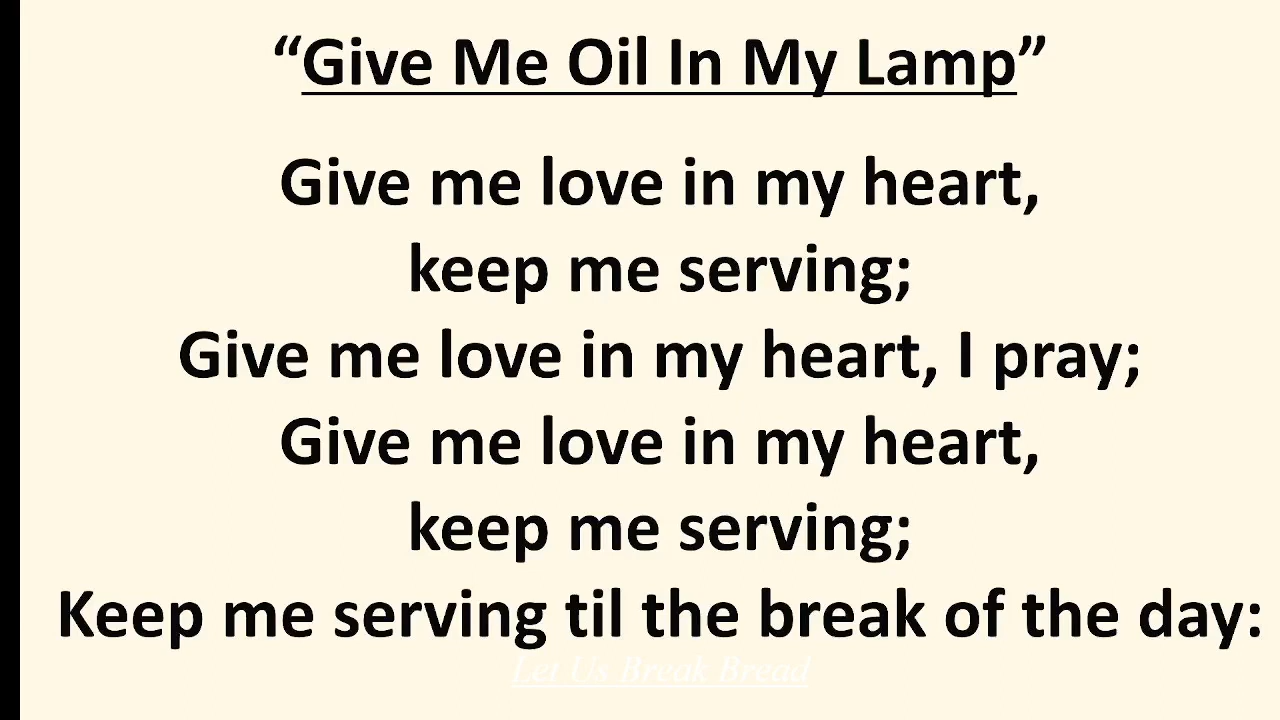 “Give Me Oil In My Lamp”
Give me love in my heart,
keep me serving;
Give me love in my heart, I pray;
Give me love in my heart,
keep me serving;
Keep me serving til the break of the day:
Let Us Break Bread